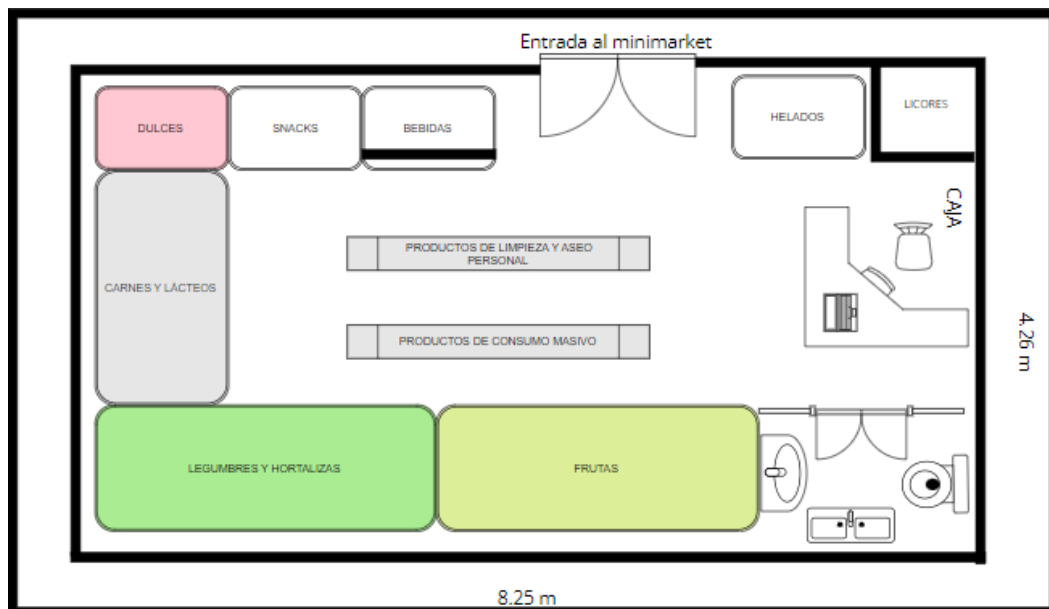 Entrada al minimarket
DULCES
SNACKS
BEBIDAS
HELADOS
LICORES
CAJA
PRODUCTOS DE LIMPIEZA Y ASEO
PERSONAL
CARNES Y LÁCTEOS
PRODUCTOS DE CONSUMO MASIVO
4.26 m
LEGUMBRES Y HORTALIZAS
FRUTAS
8.25 m